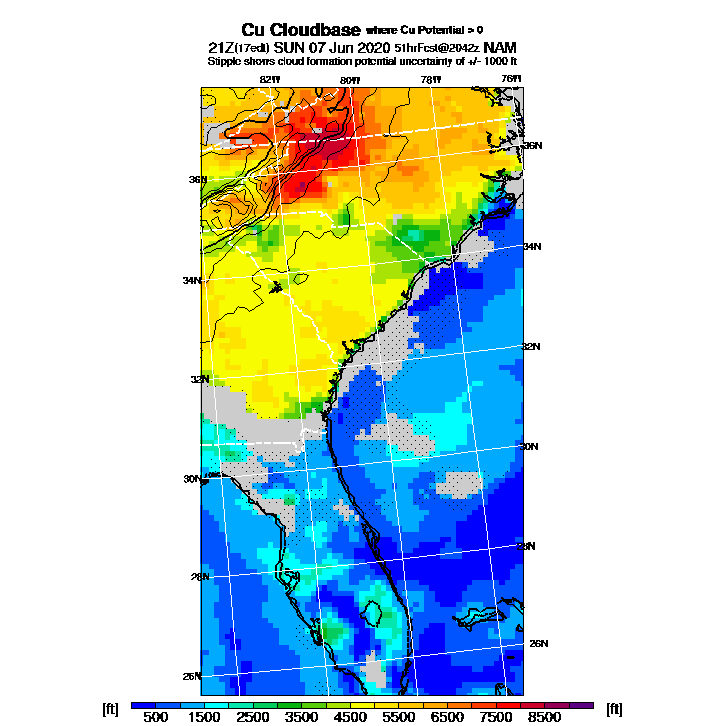 Cu Cloudbase where Cu Potential > 0
21Z(17edt) SUN 07 Jun 2020 51hrFcst@2042z NAM
Stipple shows cloud formation potential uncertainty of +/- 1000 ft
82W 80W 78W 76W
36N 36N
34N 34N
32N 32N
30N 30N
28N 28N
26N 26N
[ft] 500 1500 2500 3500 4500 5500 6500 7500 8500 [ft]